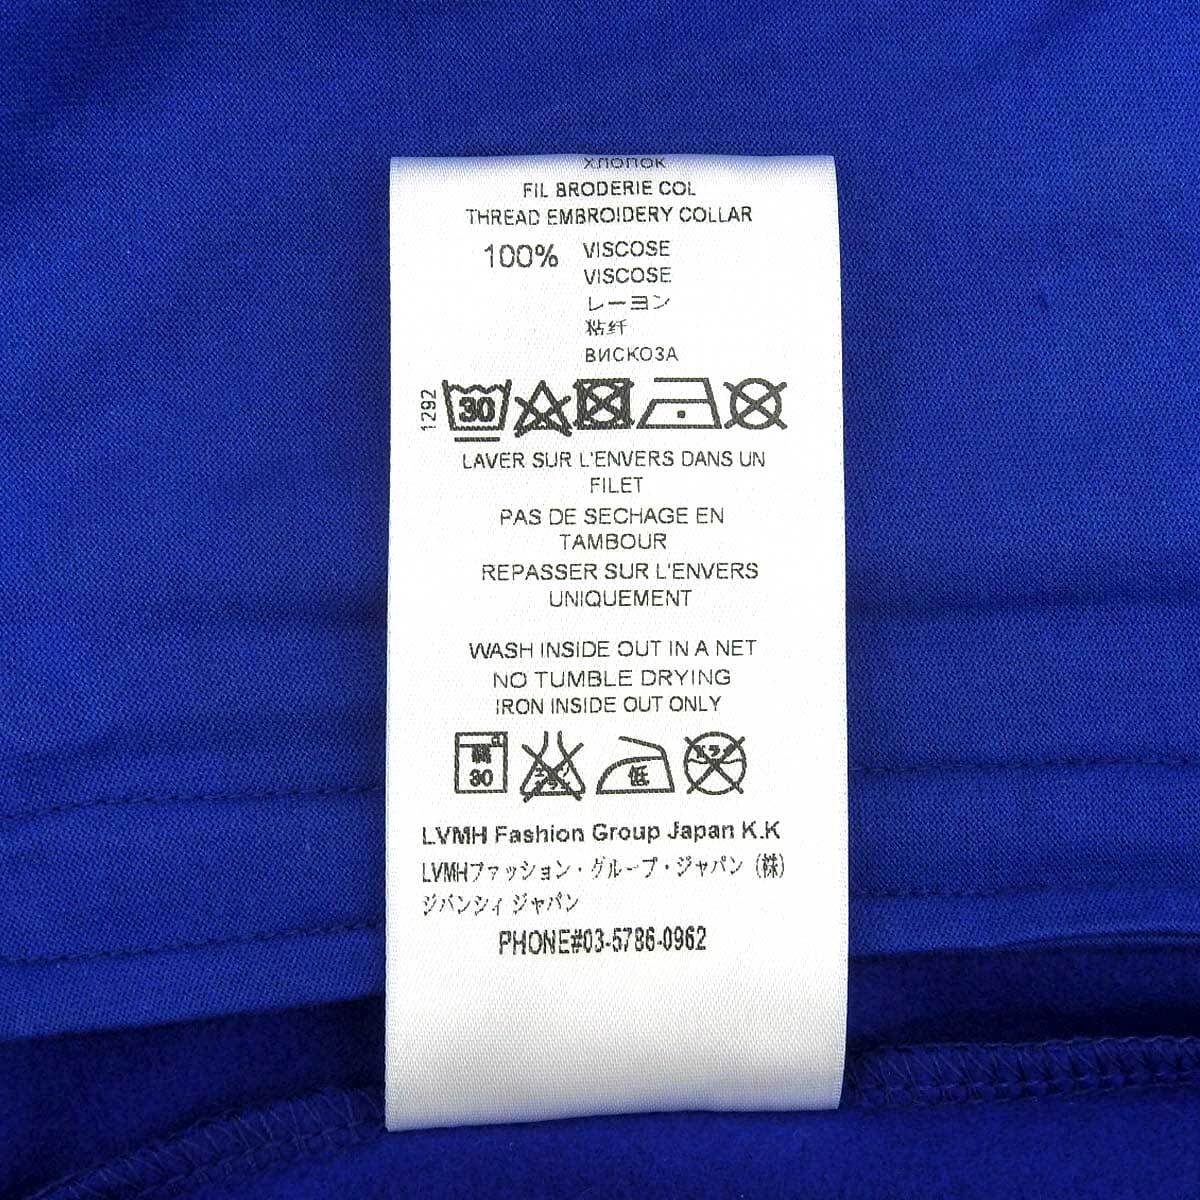 ХЛОПОК
FIL BRODERIE COL
THREAD EMBROIDERY COLLAR
100% VISCOSE
VISCOSE
レーヨン
粘纤
ВИСКОЗА
1292
30
LAVER SUR L'ENVERS DANS UN
FILET
PAS DE SECHAGE EN
TAMBOUR
REPASSER SUR L'ENVERS
UNIQUEMENT
WASH INSIDE OUT IN A NET
NO TUMBLE DRYING
IRON INSIDE OUT ONLY
30 低
LVMH Fashion Group Japan K.K
LVMHファッション・グループ・ジャパン (株)
ジバンシィ ジャパン
PHONE#03-5786-0962